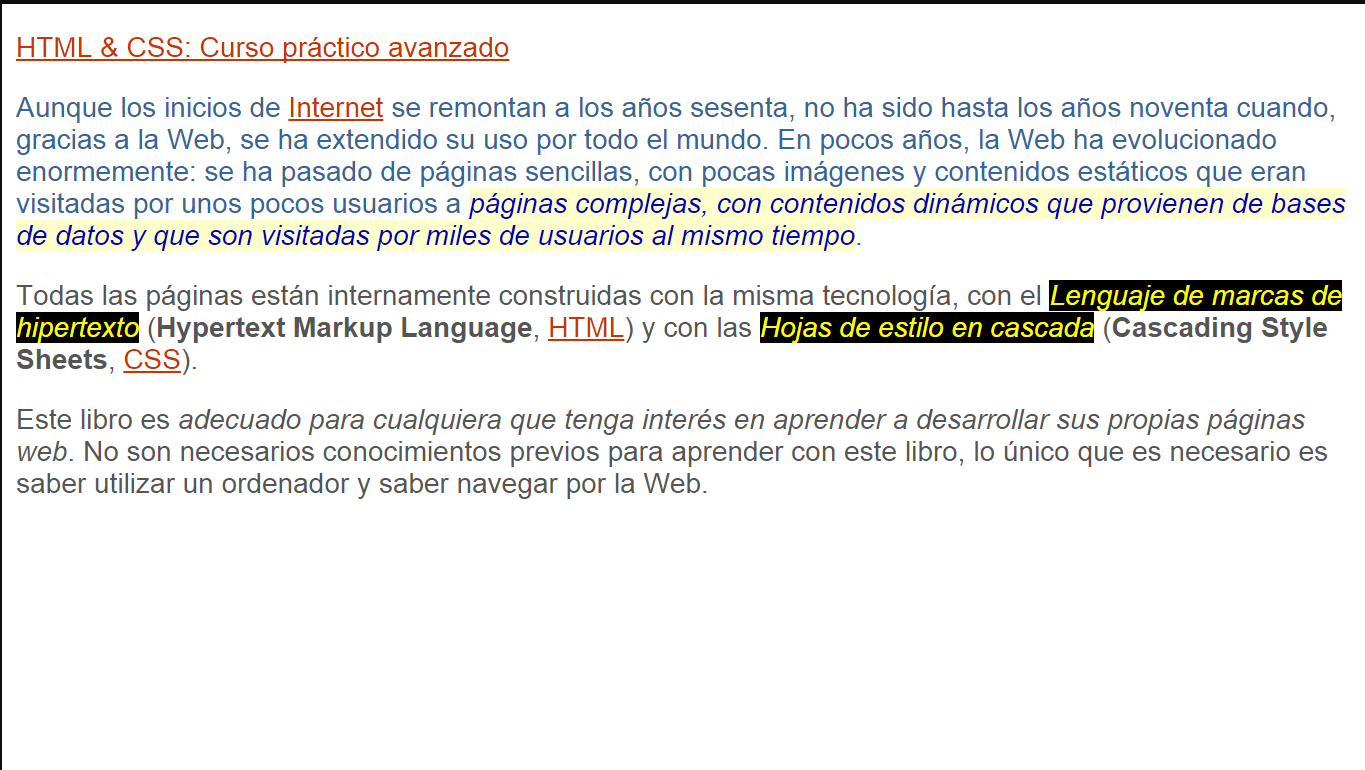 HTML & CSS: Curso práctico avanzado
Aunque los inicios de Internet se remontan a los años sesenta, no ha sido hasta los años noventa cuando,
gracias a la Web, se ha extendido su uso por todo el mundo. En pocos años, la Web ha evolucionado
enormemente: se ha pasado de páginas sencillas, con pocas imágenes y contenidos estáticos que eran
visitadas por unos pocos usuarios a páginas complejas, con contenidos dinámicos que provienen de bases
de datos y que son visitadas por miles de usuarios al mismo tiempo.
Todas las páginas están internamente construidas con la misma tecnología, con el Lenguaje de marcas de
hipertexto (Hypertext Markup Language, HTML) y con las Hojas de estilo en cascada (Cascading Style
Sheets, CSS).
Este libro es adecuado para cualquiera que tenga interés en aprender a desarrollar sus propias páginas
web. No son necesarios conocimientos previos para aprender con este libro, lo único que es necesario es
saber utilizar un ordenador y saber navegar por la Web.